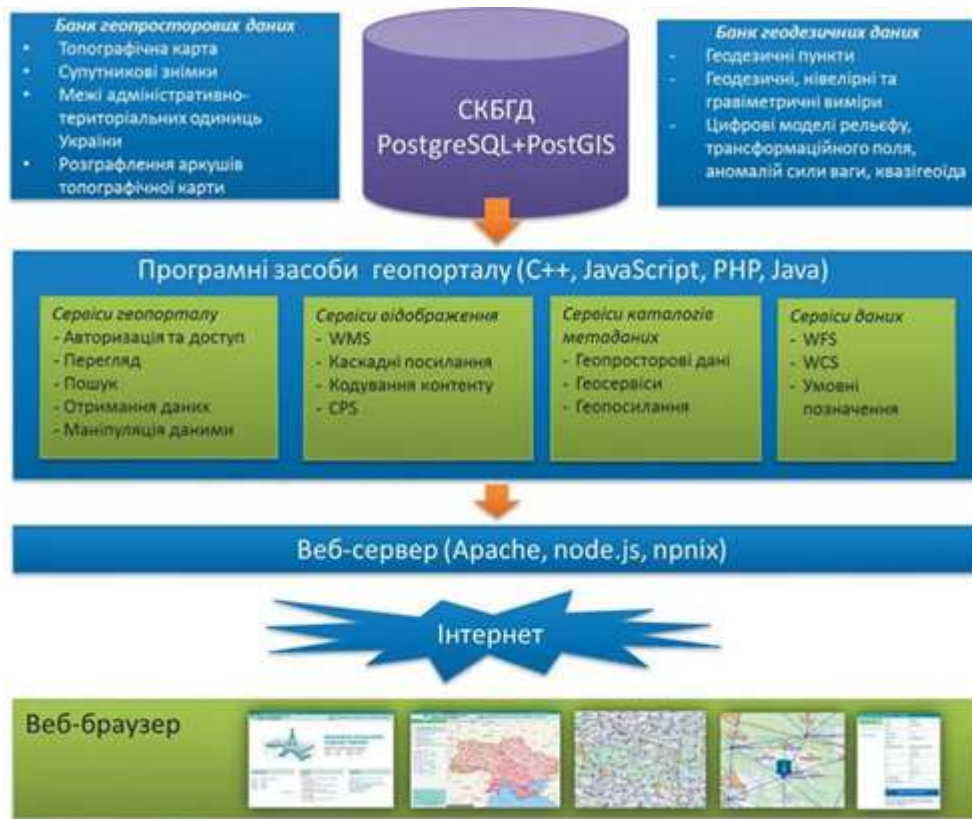 Банк геопросторових даних
• Топографічна карта
• Супутникові знімки
• Межі адміністративно-
територіальних одиниць
України
• Розграфлення аркушів
топографічної карти
СКБГД
PostgreSQL+PostGIS
Банк геодезичних даних
- Геодезичні пункти
- Геодезичні, нівелірні та
гравіметричні виміри
- Цифрові моделі рельєфу,
трансформаційного поля,
аномалій сили ваги, квазігеоїда
Програмні засоби геопорталу (C++, JavaScript, PHP, Java)
Сервіси геопорталу
- Авторизація та доступ
- Перегляд
- Пошук
- Отримання даних
- Маніпуляція даними
Сервіси відображення
- WMS
- Каскадні посилання
- Кодування контенту
- CPS
Сервіси каталогів
метаданих
- Геопросторові дані
- Геосервіси
- Геопосилання
Сервіси даних
- WFS
- WCS
- Умовні
позначення
Веб-сервер (Apache, node.js, npnix)
Інтернет
Веб-браузер